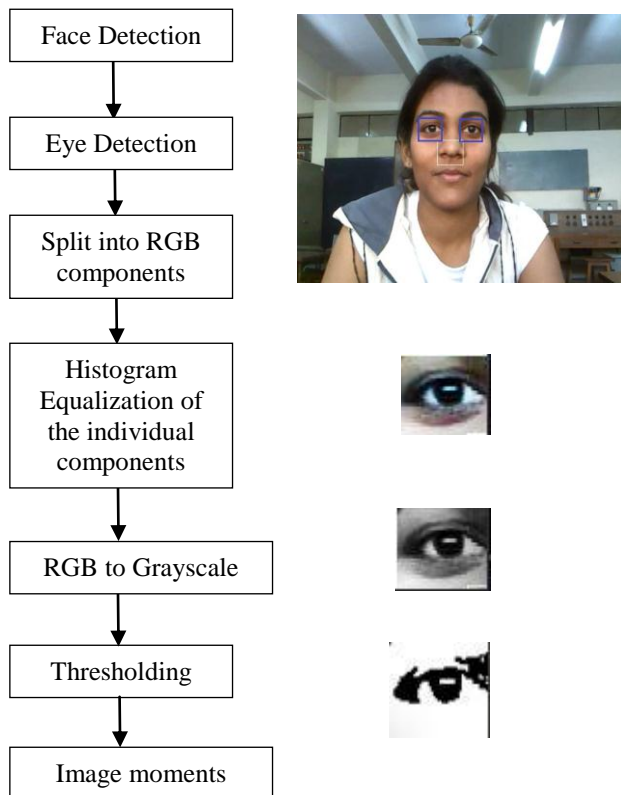 Face Detection
Eye Detection
Split into RGB
components
Histogram
Equalization of
the individual
components
RGB to Grayscale
Thresholding
Image moments